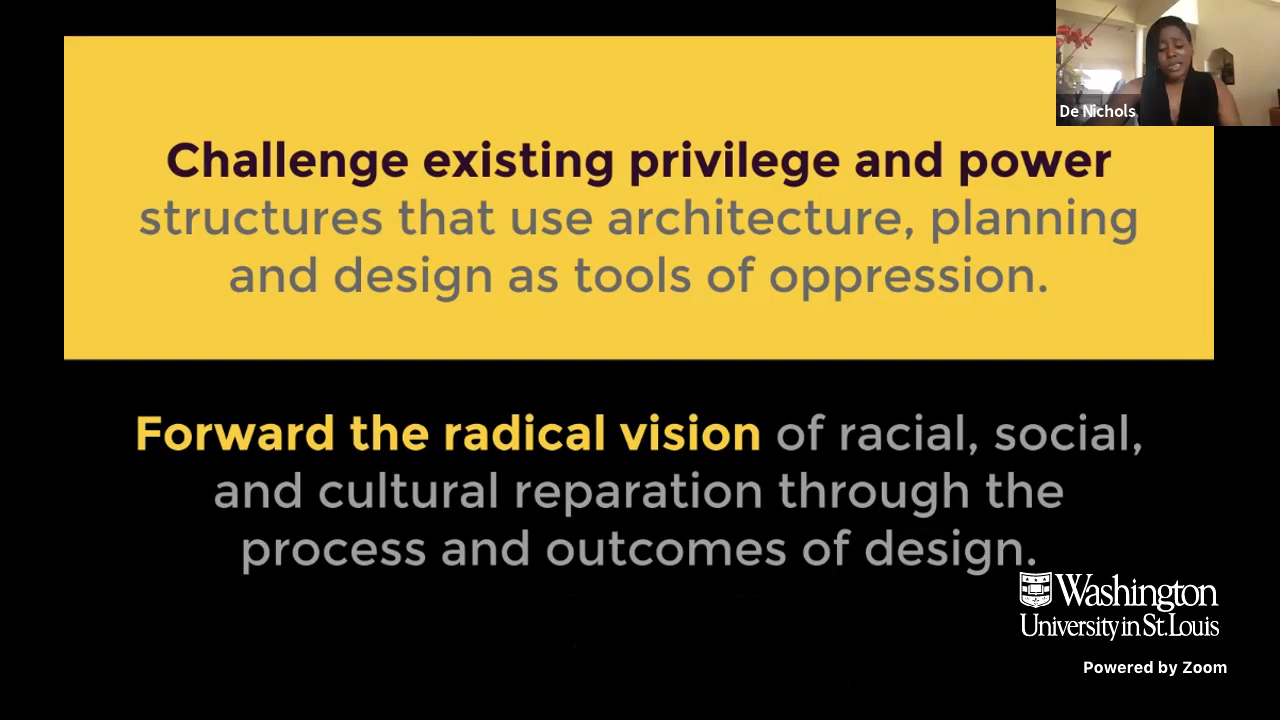 De Nichols
Challenge existing privilege and power
structures that use architecture, planning
and design as tools of oppression.
Forward the radical vision of racial, social,
and cultural reparation through the
process and outcomes of design.
Washington
University in St. Louis
Powered by Zoom